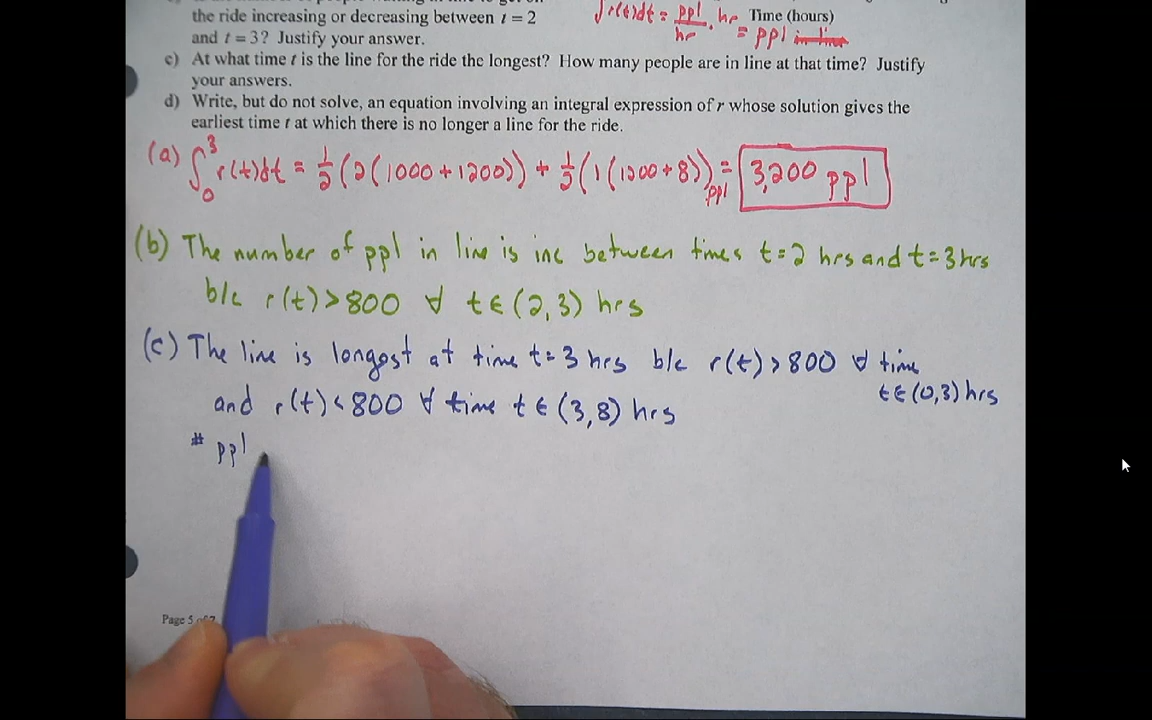 the ride increasing or decreasing between t = 2
and t = 3? Justify your answer.
∫r(t)dt = ppl/hr · hr
Time (hours)
= ppl in line
c) At what time t is the line for the ride the longest? How many people are in line at that time? Justify
your answers.
d) Write, but do not solve, an equation involving an integral expression of r whose solution gives the
earliest time t at which there is no longer a line for the ride.
(a) ∫₀³ r(t)dt = 1/2 (2(1000+1200)) + 1/2 (1(1200+8)) ppl = 3,200 ppl
(b) The number of ppl in line is inc between times t=2 hrs and t=3 hrs
b/c r(t)>800 ∀ t∈(2,3) hrs
(c) The line is longest at time t=3 hrs b/c r(t)>800 ∀ time
t∈(0,3) hrs
and r(t)<800 ∀ time t∈(3,8) hrs
# ppl
Page 5 of 7